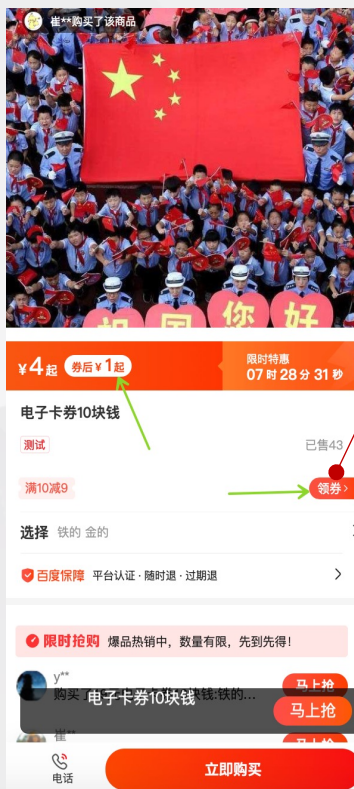 崔**购买了该商品
祖国您好
¥4起 券后¥1起
限时特惠
07时28分31秒
电子卡券10块钱
测试
已售43
满10减9
领券>
选择 铁的 金的
百度保障 平台认证·随时退·过期退
限时抢购 爆品热销中，数量有限，先到先得！
y**
购买了
块钱:铁的…
马上抢
电子卡券10块钱
马上抢
崔**
电话
立即购买